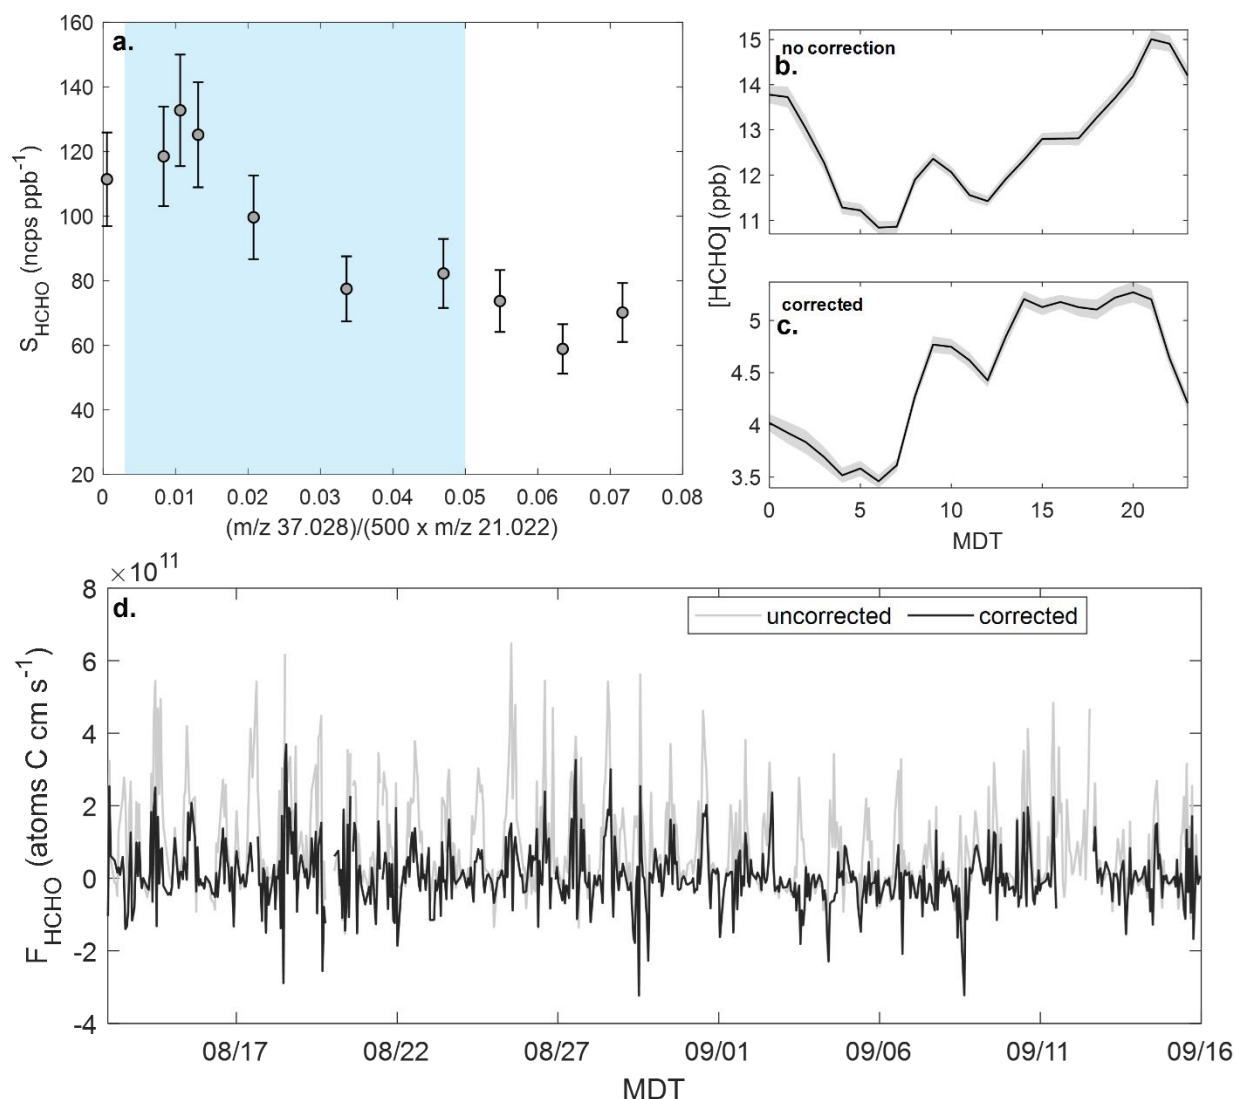 a.
160
140
120
100
80
60
40
20
S_HCHO (ncps ppb^-1)
0 0.01 0.02 0.03 0.04 0.05 0.06 0.07 0.08
(m/z 37.028)/(500 x m/z 21.022)
no correction
b.
15
14
13
12
11
[HCHO] (ppb)
corrected
c.
5
4.5
4
3.5
0 5 10 15 20
MDT
×10^11
d.
uncorrected corrected
8
6
4
2
0
-2
-4
F_HCHO (atoms C cm s^-1)
08/17 08/22 08/27 09/01 09/06 09/11 09/16
MDT